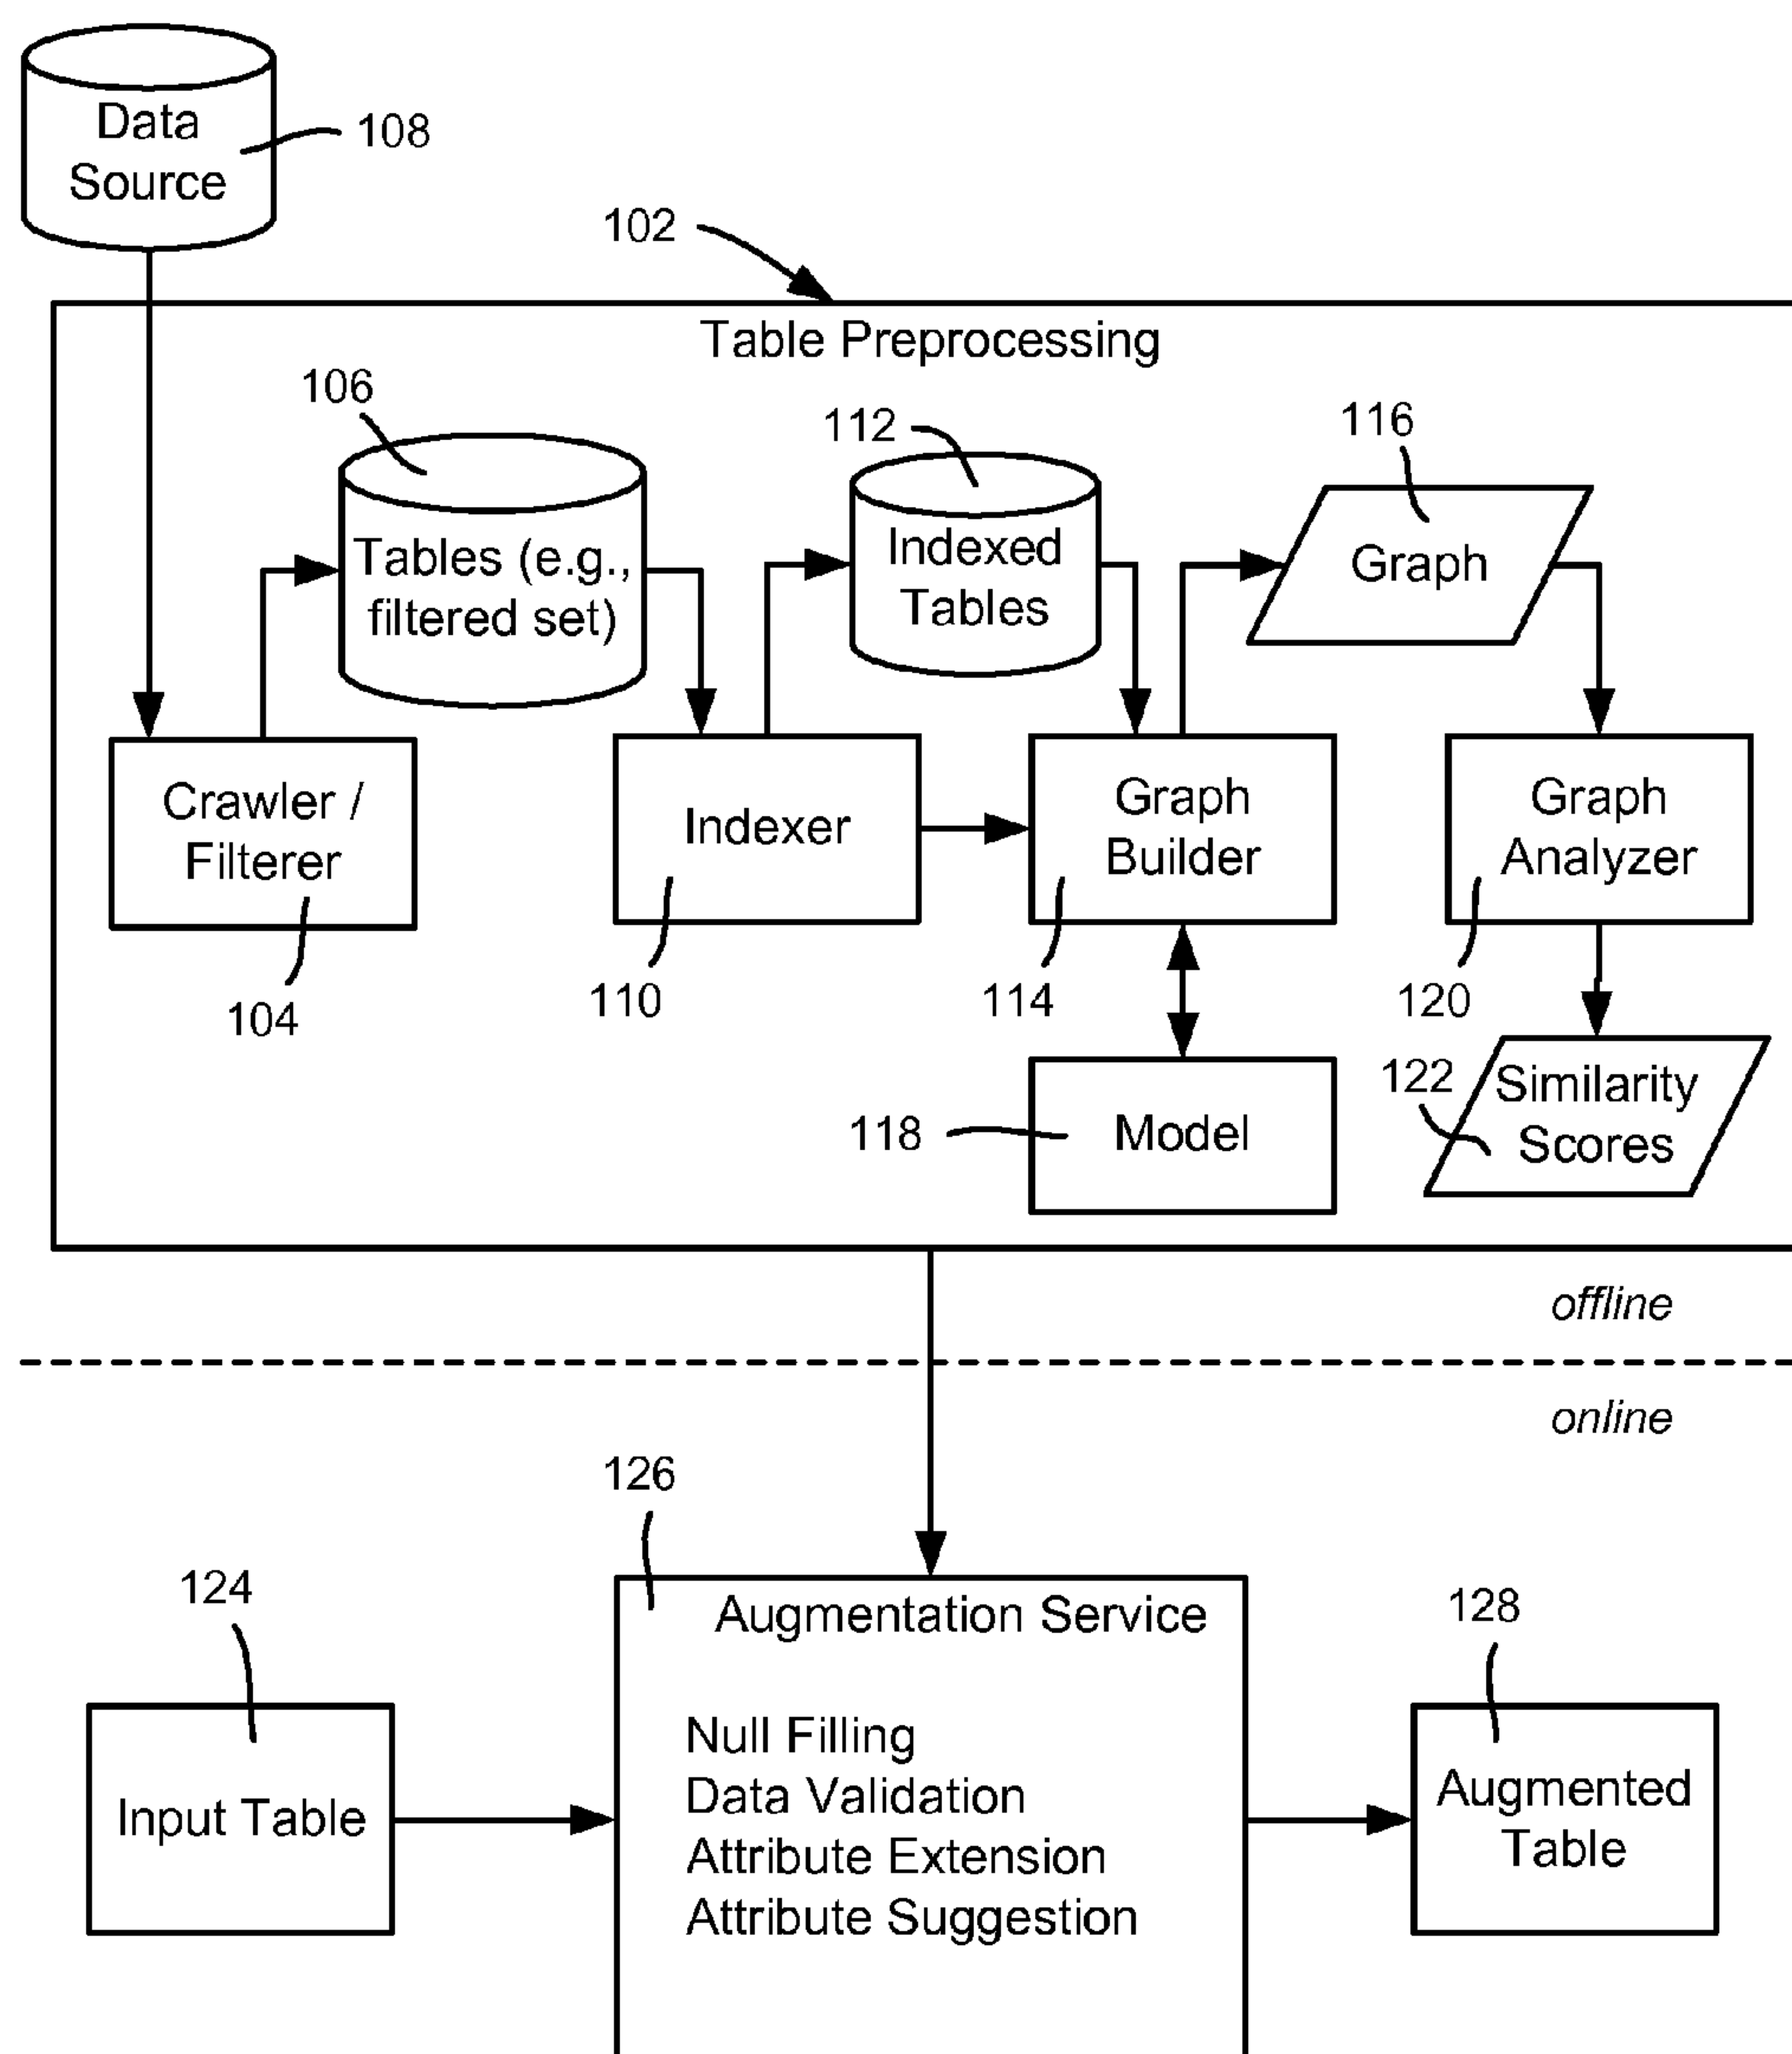 Data
Source
108
102
Table Preprocessing
106
112
116
Tables (e.g.,
filtered set)
Indexed
Tables
Graph
Crawler /
Filterer
Indexer
Graph
Builder
Graph
Analyzer
104
110
114
120
118
Model
122
Similarity
Scores
offline
online
126
124
128
Augmentation Service
Input Table
Null Filling
Data Validation
Attribute Extension
Attribute Suggestion
Augmented
Table